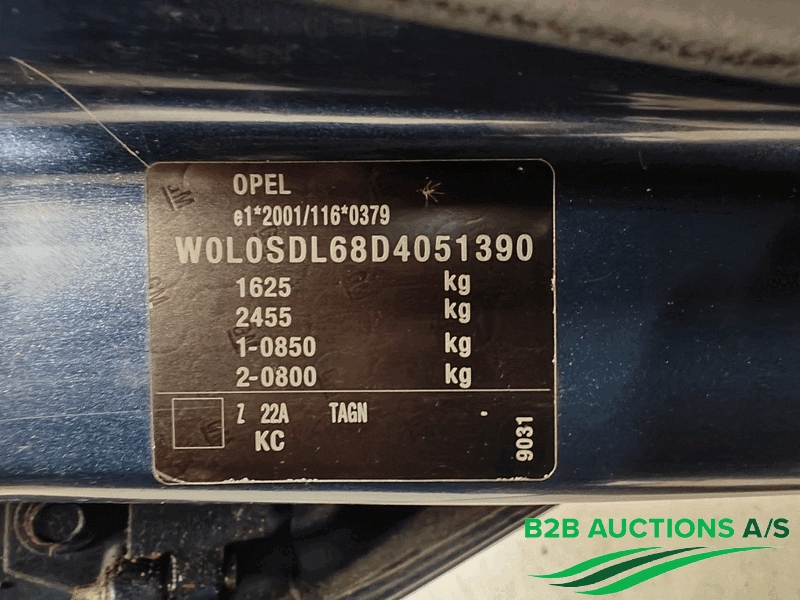 OPEL
e1*2001/116*0379
W0L0SDL68D4051390
1625 kg
2455 kg
1-0850 kg
2-0800 kg
Z 22A TAGN -
KC
9031
B2B AUCTIONS A/S